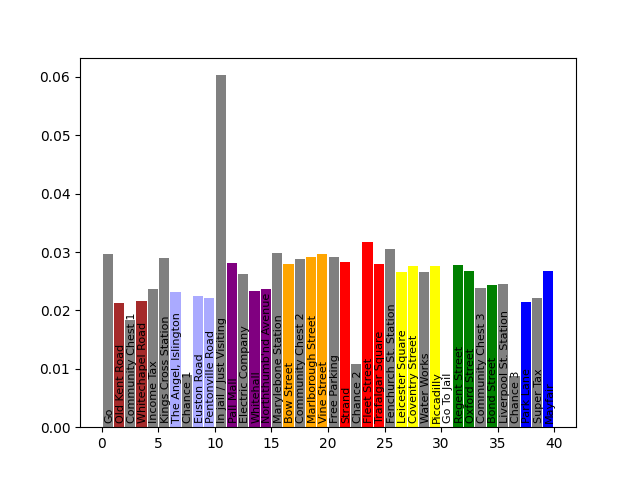 0.06
0.05
0.04
0.03
0.02
0.01
0.00
Go
Old Kent Road
Community Chest 1
Whitechapel Road
Income Tax
Kings Cross Station
The Angel, Islington
Chance 1
Euston Road
Pentonville Road
In jail / Just Visiting
Pall Mall
Electric Company
Whitehall
Northumberland Avenue
Marylebone Station
Bow Street
Community Chest 2
Marlborough Street
Vine Street
Free Parking
Strand
Chance 2
Fleet Street
Trafalgar Square
Fenchurch St. Station
Leicester Square
Coventry Street
Water Works
Piccadilly
Go To Jail
Regent Street
Oxford Street
Community Chest 3
Bond Street
Liverpool St. Station
Chance 3
Park Lane
Super Tax
Mayfair
0 5 10 15 20 25 30 35 40